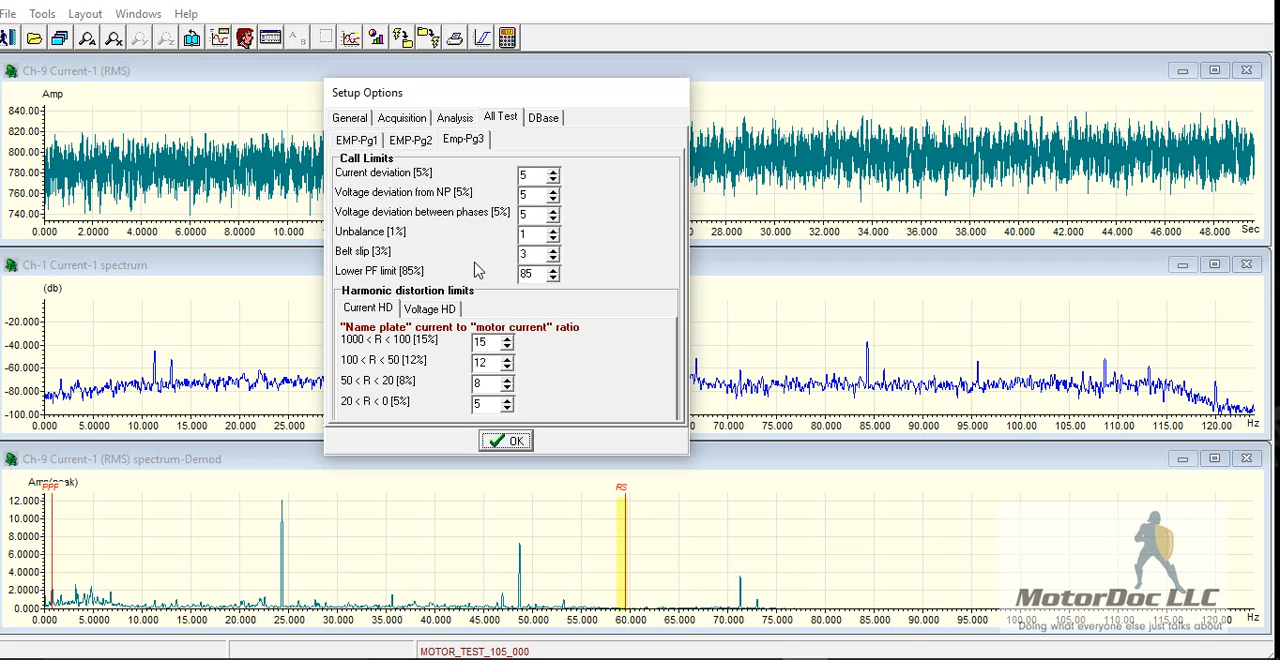 File Tools Layout Windows Help
Ch-9 Current-1 (RMS)
Amp
840.00
820.00
800.00
780.00
760.00
740.00
0.0000 2.0000 4.0000 6.0000 8.0000 10.000 28.000 30.000 32.000 34.000 36.000 38.000 40.000 42.000 44.000 46.000 48.000 Sec
Ch-1 Current-1 spectrum
(db)
-20.000
-40.000
-60.000
-80.000
-100.00
0.000 5.0000 10.000 15.000 20.000 25.000 70.000 75.000 80.000 85.000 90.000 95.000 100.00 105.00 110.00 115.00 120.00 Hz
Setup Options
General Acquisition Analysis All Test DBase
EMP-Pg1 EMP-Pg2 Emp-Pg3
Call Limits
Current deviation [5%] 5
Voltage deviation from NP [5%] 5
Voltage deviation between phases [5%] 5
Unbalance [1%] 1
Belt slip [3%] 3
Lower PF limit [85%] 85
Harmonic distortion limits
Current HD Voltage HD
"Name plate" current to "motor current" ratio
1000 < R < 100 [15%] 15
100 < R < 50 [12%] 12
50 < R < 20 [8%] 8
20 < R < 0 [5%] 5
OK
Ch-9 Current-1 (RMS) spectrum-Demod
PPF
RS
12.000
10.000
8.0000
6.0000
4.0000
2.0000
0.000
0.000 5.0000 10.000 15.000 20.000 25.000 30.000 35.000 40.000 45.000 50.000 55.000 60.000 65.000 70.000 75.000 80.000 85.000 90.000 95.000 100.00 105.00 110.00 115.00 120.00 Hz
MotorDoc LLC
Doing what everyone else just talks about
MOTOR_TEST_105_000